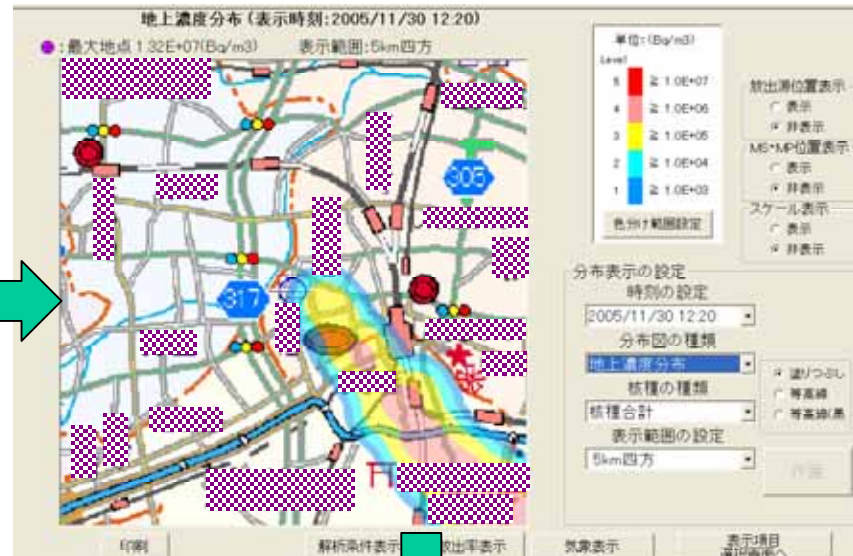 地上濃度分布 (表示時刻:2005/11/30 12:20)
●:最大地点 1.32E+07(Bq/m3) 表示範囲:5km四方
305
317
単位:(Bq/m3)
Level
5 ≧ 1.0E+07
4 ≧ 1.0E+06
3 ≧ 1.0E+05
2 ≧ 1.0E+04
1 ≧ 1.0E+03
色分け範囲設定
放出源位置表示
表示
非表示
MS・MP位置表示
表示
非表示
スケール表示
表示
非表示
分布表示の設定
時刻の設定
2005/11/30 12:20
分布図の種類
地上濃度分布
核種の種類
核種合計
表示範囲の設定
5km四方
塗りつぶし
等高線
等高線(黒
作画
印刷
解析条件表示
放出率表示
気象表示
表示項目
選択画面へ